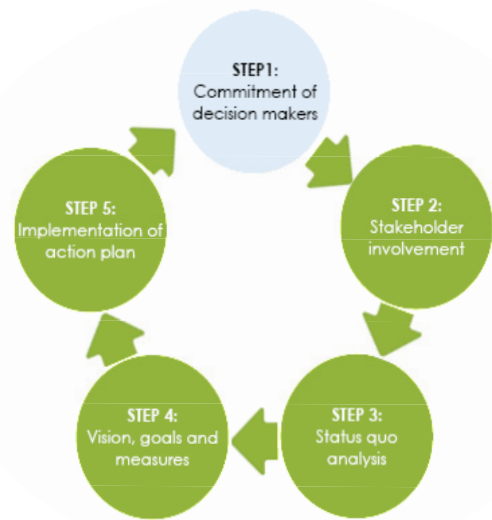 STEP1:
Commitment of
decision makers
STEP 2:
Stakeholder
involvement
STEP 3:
Status quo
analysis
STEP 4:
Vision, goals and
measures
STEP 5:
Implementation of
action plan